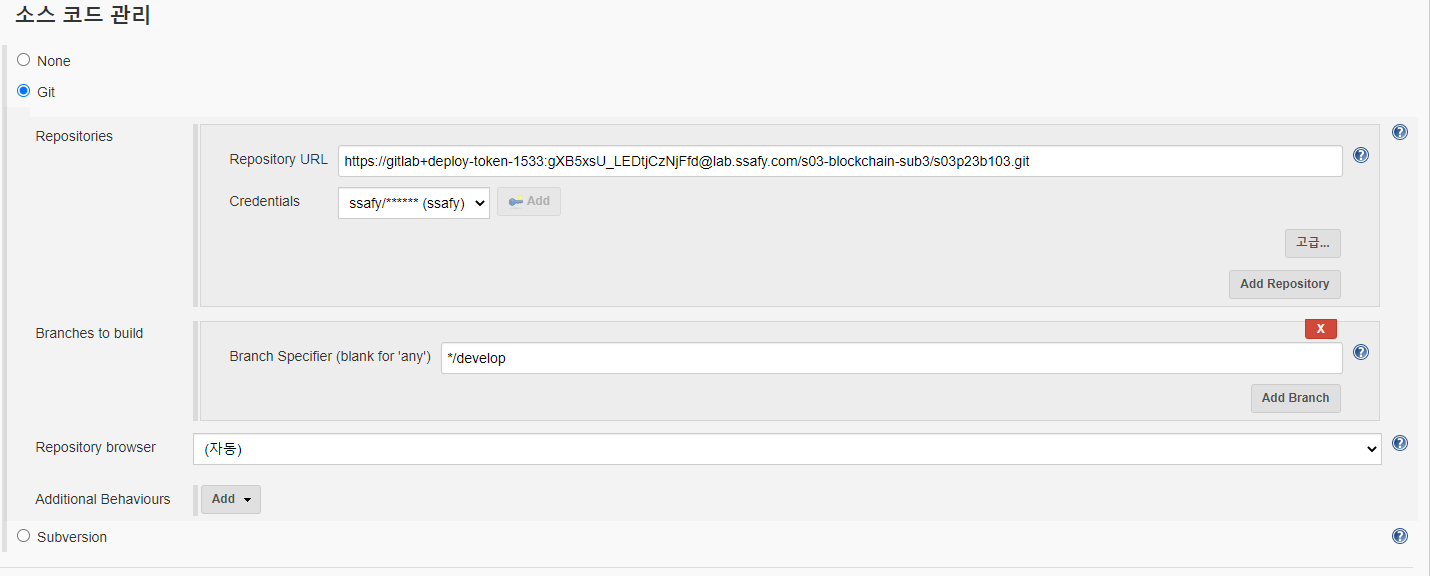 소스 코드 관리
None
Git
Repositories
Repository URL https://gitlab+deploy-token-1533:gXB5xsU_LEDtjCzNjFfd@lab.ssafy.com/s03-blockchain-sub3/s03p23b103.git
Credentials ssafy/****** (ssafy) Add
고급...
Add Repository
Branches to build
X
Branch Specifier (blank for 'any') */develop
Add Branch
Repository browser (자동)
Additional Behaviours Add
Subversion